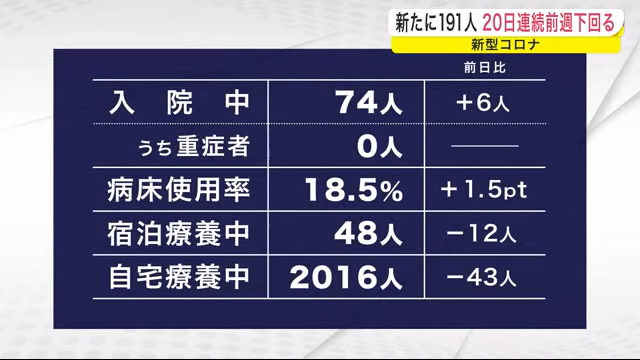 新たに191人 20日連続前週下回る
新型コロナ
前日比
入院中 74人 +6人
うち重症者 0人 ―
病床使用率 18.5% +1.5pt
宿泊療養中 48人 -12人
自宅療養中 2016人 -43人